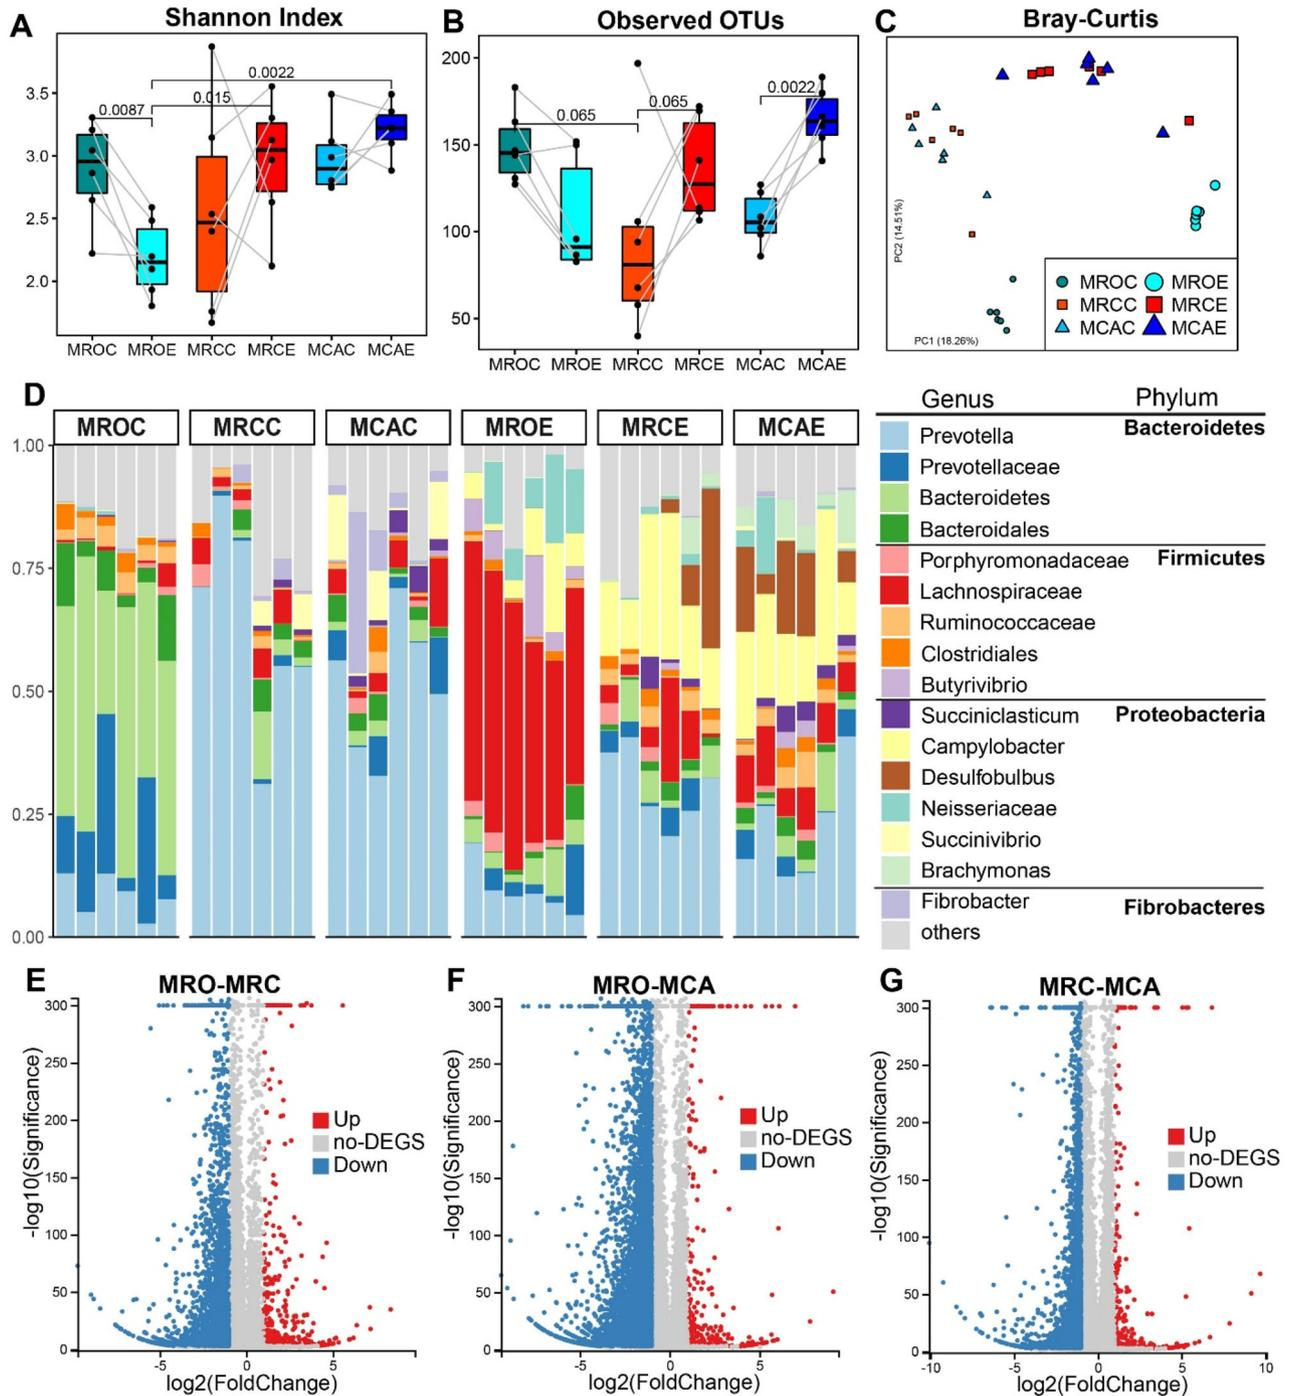 A
Shannon Index
3.5
3.0
2.5
2.0
0.0087
0.015
0.0022
MROC MROE MRCC MRCE MCAC MCAE
B
Observed OTUs
200
150
100
50
0.065
0.065
0.0022
MROC MROE MRCC MRCE MCAC MCAE
C
Bray-Curtis
PC2 (14.51%)
PC1 (18.26%)
MROC MROE
MRCC MRCE
MCAC MCAE
D
MROC MRCC MCAC MROE MRCE MCAE
1.00
0.75
0.50
0.25
0.00
Genus Phylum
Bacteroidetes
Prevotella
Prevotellaceae
Bacteroidetes
Bacteroidales
Porphyromonadaceae Firmicutes
Lachnospiraceae
Ruminococcaceae
Clostridiales
Butyrivibrio
Succiniclasticum Proteobacteria
Campylobacter
Desulfobulbus
Neisseriaceae
Succinivibrio
Brachymonas
Fibrobacter Fibrobacteres
others
E
MRO-MRC
-log10(Significance)
300
250
200
150
100
50
0
Up
no-DEGS
Down
-5 0 5
log2(FoldChange)
F
MRO-MCA
-log10(Significance)
300
250
200
150
100
50
0
Up
no-DEGS
Down
-5 0 5
log2(FoldChange)
G
MRC-MCA
-log10(Significance)
300
250
200
150
100
50
0
Up
no-DEGS
Down
-10 -5 0 5 10
log2(FoldChange)